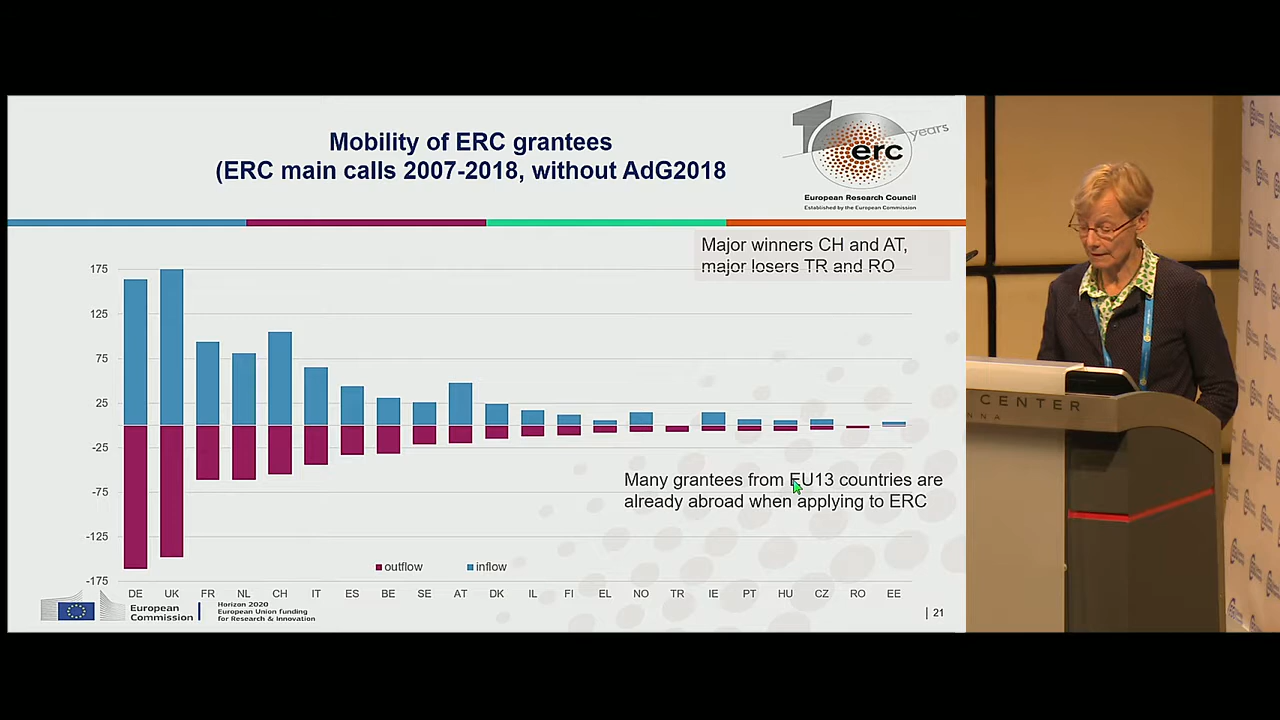 Mobility of ERC grantees
(ERC main calls 2007-2018, without AdG2018
10 years
erc
European Research Council
Established by the European Commission
Major winners CH and AT,
major losers TR and RO
175
125
75
25
-25
-75
-125
-175
Many grantees from EU13 countries are
already abroad when applying to ERC
outflow inflow
DE UK FR NL CH IT ES BE SE AT DK IL FI EL NO TR IE PT HU CZ RO EE
European
Commission
Horizon 2020
European Union funding
for Research & Innovation
| 21
CENTER
NNA